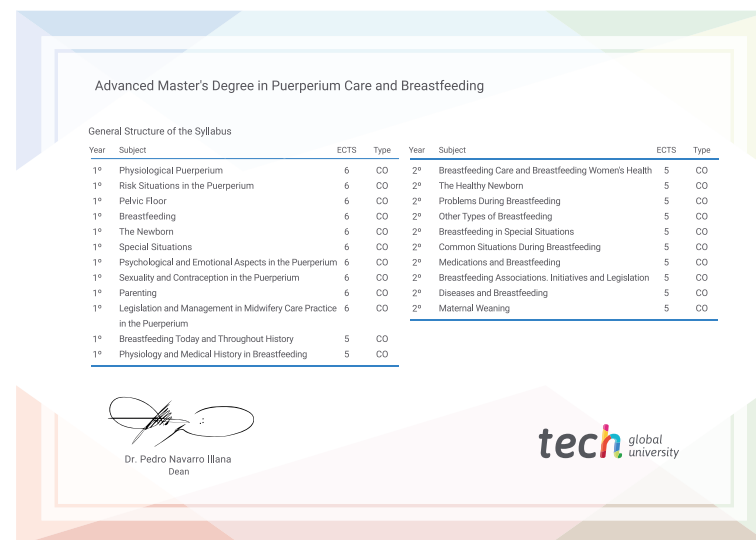 Advanced Master's Degree in Puerperium Care and Breastfeeding
General Structure of the Syllabus
Year Subject ECTS Type
1º Physiological Puerperium 6 CO
1º Risk Situations in the Puerperium 6 CO
1º Pelvic Floor 6 CO
1º Breastfeeding 6 CO
1º The Newborn 6 CO
1º Special Situations 6 CO
1º Psychological and Emotional Aspects in the Puerperium 6 CO
1º Sexuality and Contraception in the Puerperium 6 CO
1º Parenting 6 CO
1º Legislation and Management in Midwifery Care Practice 6 CO
in the Puerperium
1º Breastfeeding Today and Throughout History 5 CO
1º Physiology and Medical History in Breastfeeding 5 CO
Year Subject ECTS Type
2º Breastfeeding Care and Breastfeeding Women's Health 5 CO
2º The Healthy Newborn 5 CO
2º Problems During Breastfeeding 5 CO
2º Other Types of Breastfeeding 5 CO
2º Breastfeeding in Special Situations 5 CO
2º Common Situations During Breastfeeding 5 CO
2º Medications and Breastfeeding 5 CO
2º Breastfeeding Associations. Initiatives and Legislation 5 CO
2º Diseases and Breastfeeding 5 CO
2º Maternal Weaning 5 CO
Dr. Pedro Navarro Illana
Dean
tech global
university